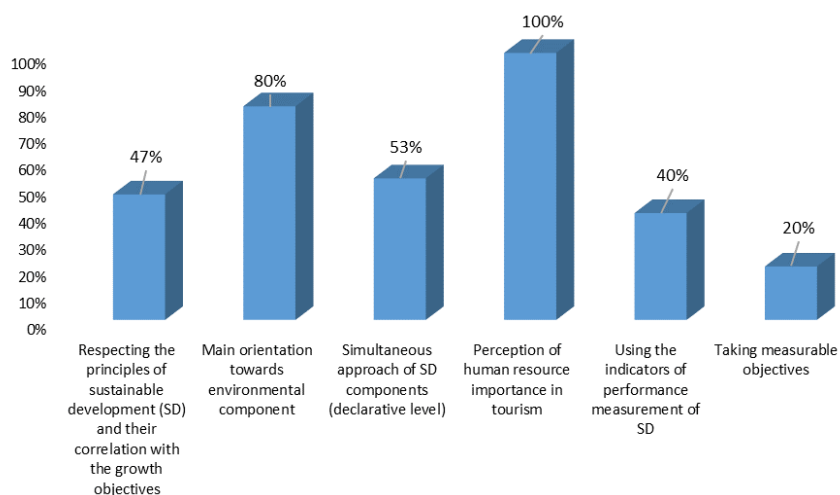 100%
90%
80%
70%
60%
50%
40%
30%
20%
10%
0%
47%
80%
53%
100%
40%
20%
Respecting the
principles of
sustainable
development (SD)
and their
correlation with
the growth
objectives
Main orientation
towards
environmental
component
Simultaneous
approach of SD
components
(declarative level)
Perception of
human resource
importance in
tourism
Using the
indicators of
performance
measurement of
SD
Taking measurable
objectives